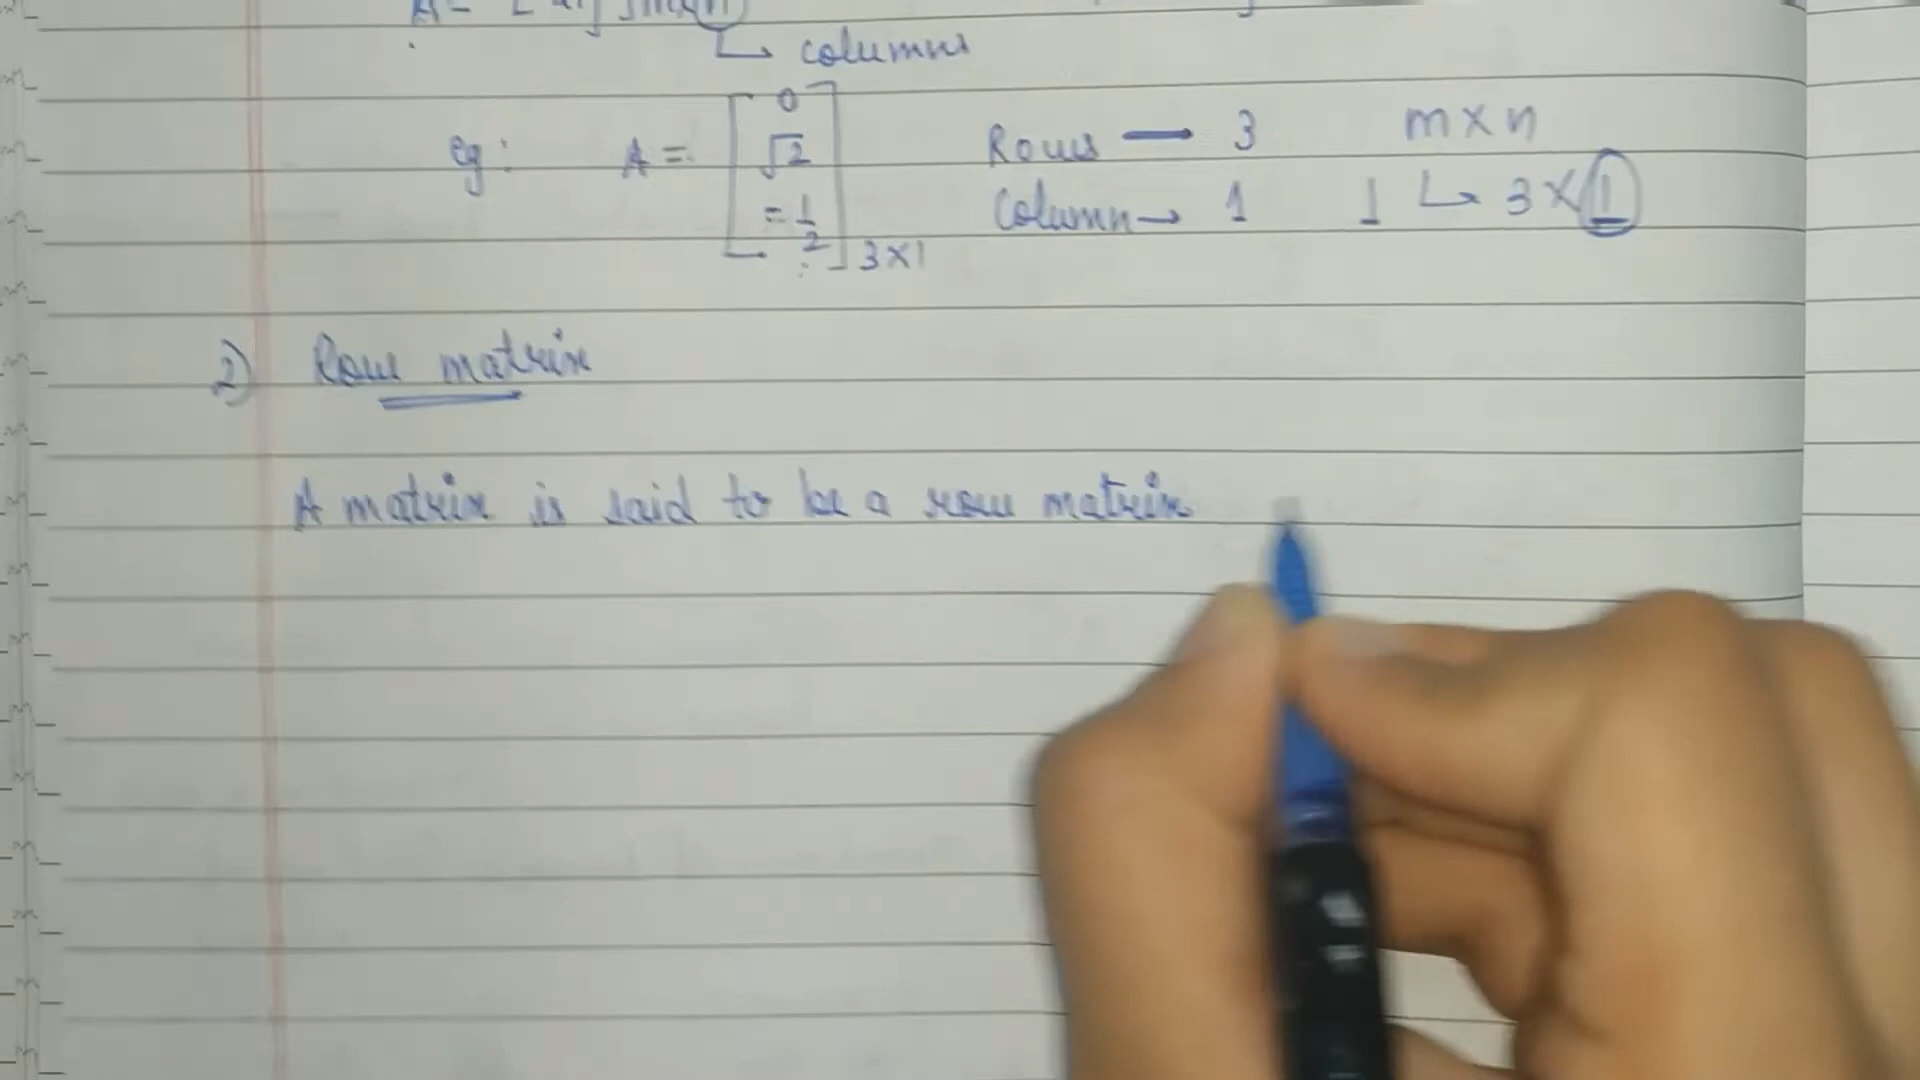 columns
eg: A = [ 0 Rows → 3 m×n
√2
Column → 1 1 ↳ 3×1
-1/2 ] 3×1
2) Row matrix
A matrix is said to be a row matrix